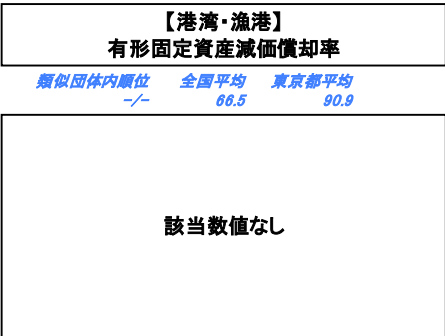 【港湾・漁港】
有形固定資産減価償却率
類似団体内順位 全国平均 東京都平均
-/- 66.5 90.9
該当数値なし